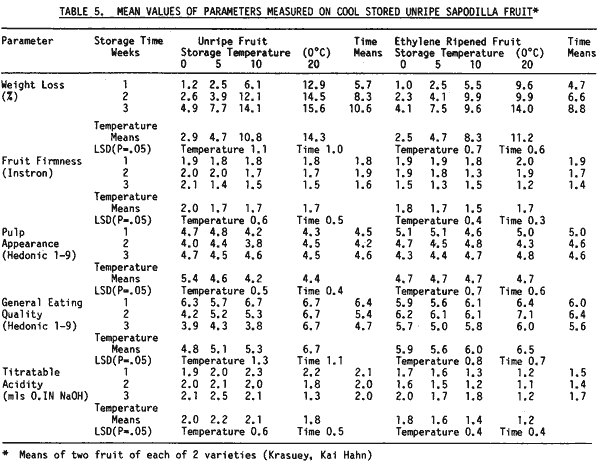 TABLE 5. MEAN VALUES OF PARAMETERS MEASURED ON COOL STORED UNRIPE SAPODILLA FRUIT*
Parameter Storage Time Unripe Fruit Time Ethylene Ripened Fruit Time
Weeks Storage Temperature (0°C) Means Storage Temperature (0°C) Means
0 5 10 20 0 5 10 20
Weight Loss 1 1.2 2.5 6.1 12.9 5.7 1.0 2.5 5.5 9.6 4.7
(%) 2 2.6 3.9 12.1 14.5 8.3 2.3 4.1 9.9 9.9 6.6
3 4.9 7.7 14.1 15.6 10.6 4.1 7.5 9.6 14.0 8.8
Temperature
Means 2.9 4.7 10.8 14.3 2.5 4.7 8.3 11.2
LSD(P=.05) Temperature 1.1 Time 1.0 Temperature 0.7 Time 0.6
Fruit Firmness 1 1.9 1.8 1.8 1.8 1.8 1.9 1.9 1.8 2.0 1.9
(Instron) 2 2.0 2.0 1.7 1.7 1.9 1.9 1.8 1.3 1.9 1.7
3 2.1 1.4 1.5 1.5 1.6 1.5 1.3 1.5 1.2 1.4
Temperature
Means 2.0 1.7 1.7 1.7 1.8 1.7 1.5 1.7
LSD(P=.05) Temperature 0.6 Time 0.5 Temperature 0.4 Time 0.3
Pulp 1 4.7 4.8 4.2 4.3 4.5 5.1 5.1 4.6 5.0 5.0
Appearance 2 4.0 4.4 3.8 4.5 4.2 4.7 4.5 4.8 4.3 4.6
(Hedonic 1-9) 3 4.7 4.5 4.6 4.5 4.6 4.3 4.4 4.7 4.8 4.6
Temperature
Means 5.4 4.6 4.2 4.4 4.7 4.7 4.7 4.7
LSD(P=.05) Temperature 0.5 Time 0.4 Temperature 0.7 Time 0.6
General Eating 1 6.3 5.7 6.7 6.7 6.4 5.9 5.6 6.1 6.4 6.0
Quality 2 4.2 5.2 5.3 6.7 5.4 6.2 6.1 6.1 7.1 6.4
(Hedonic 1-9) 3 3.9 4.3 3.8 6.7 4.7 5.7 5.0 5.8 6.0 5.6
Temperature
Means 4.8 5.1 5.3 6.7 5.9 5.6 6.0 6.5
LSD(P=.05) Temperature 1.3 Time 1.1 Temperature 0.8 Time 0.7
Titratable 1 1.9 2.0 2.3 2.2 2.1 1.7 1.6 1.3 1.2 1.5
Acidity 2 2.0 2.1 2.0 1.8 2.0 1.6 1.5 1.2 1.1 1.4
(mls 0.IN NaOH) 3 2.1 2.5 2.1 1.3 2.0 2.0 1.7 1.8 1.2 1.7
Temperature
Means 2.0 2.2 2.1 1.8 1.8 1.6 1.4 1.2
LSD(P=.05) Temperature 0.6 Time 0.5 Temperature 0.4 Time 0.4
* Means of two fruit of each of 2 varieties (Krasuey, Kai Hahn)